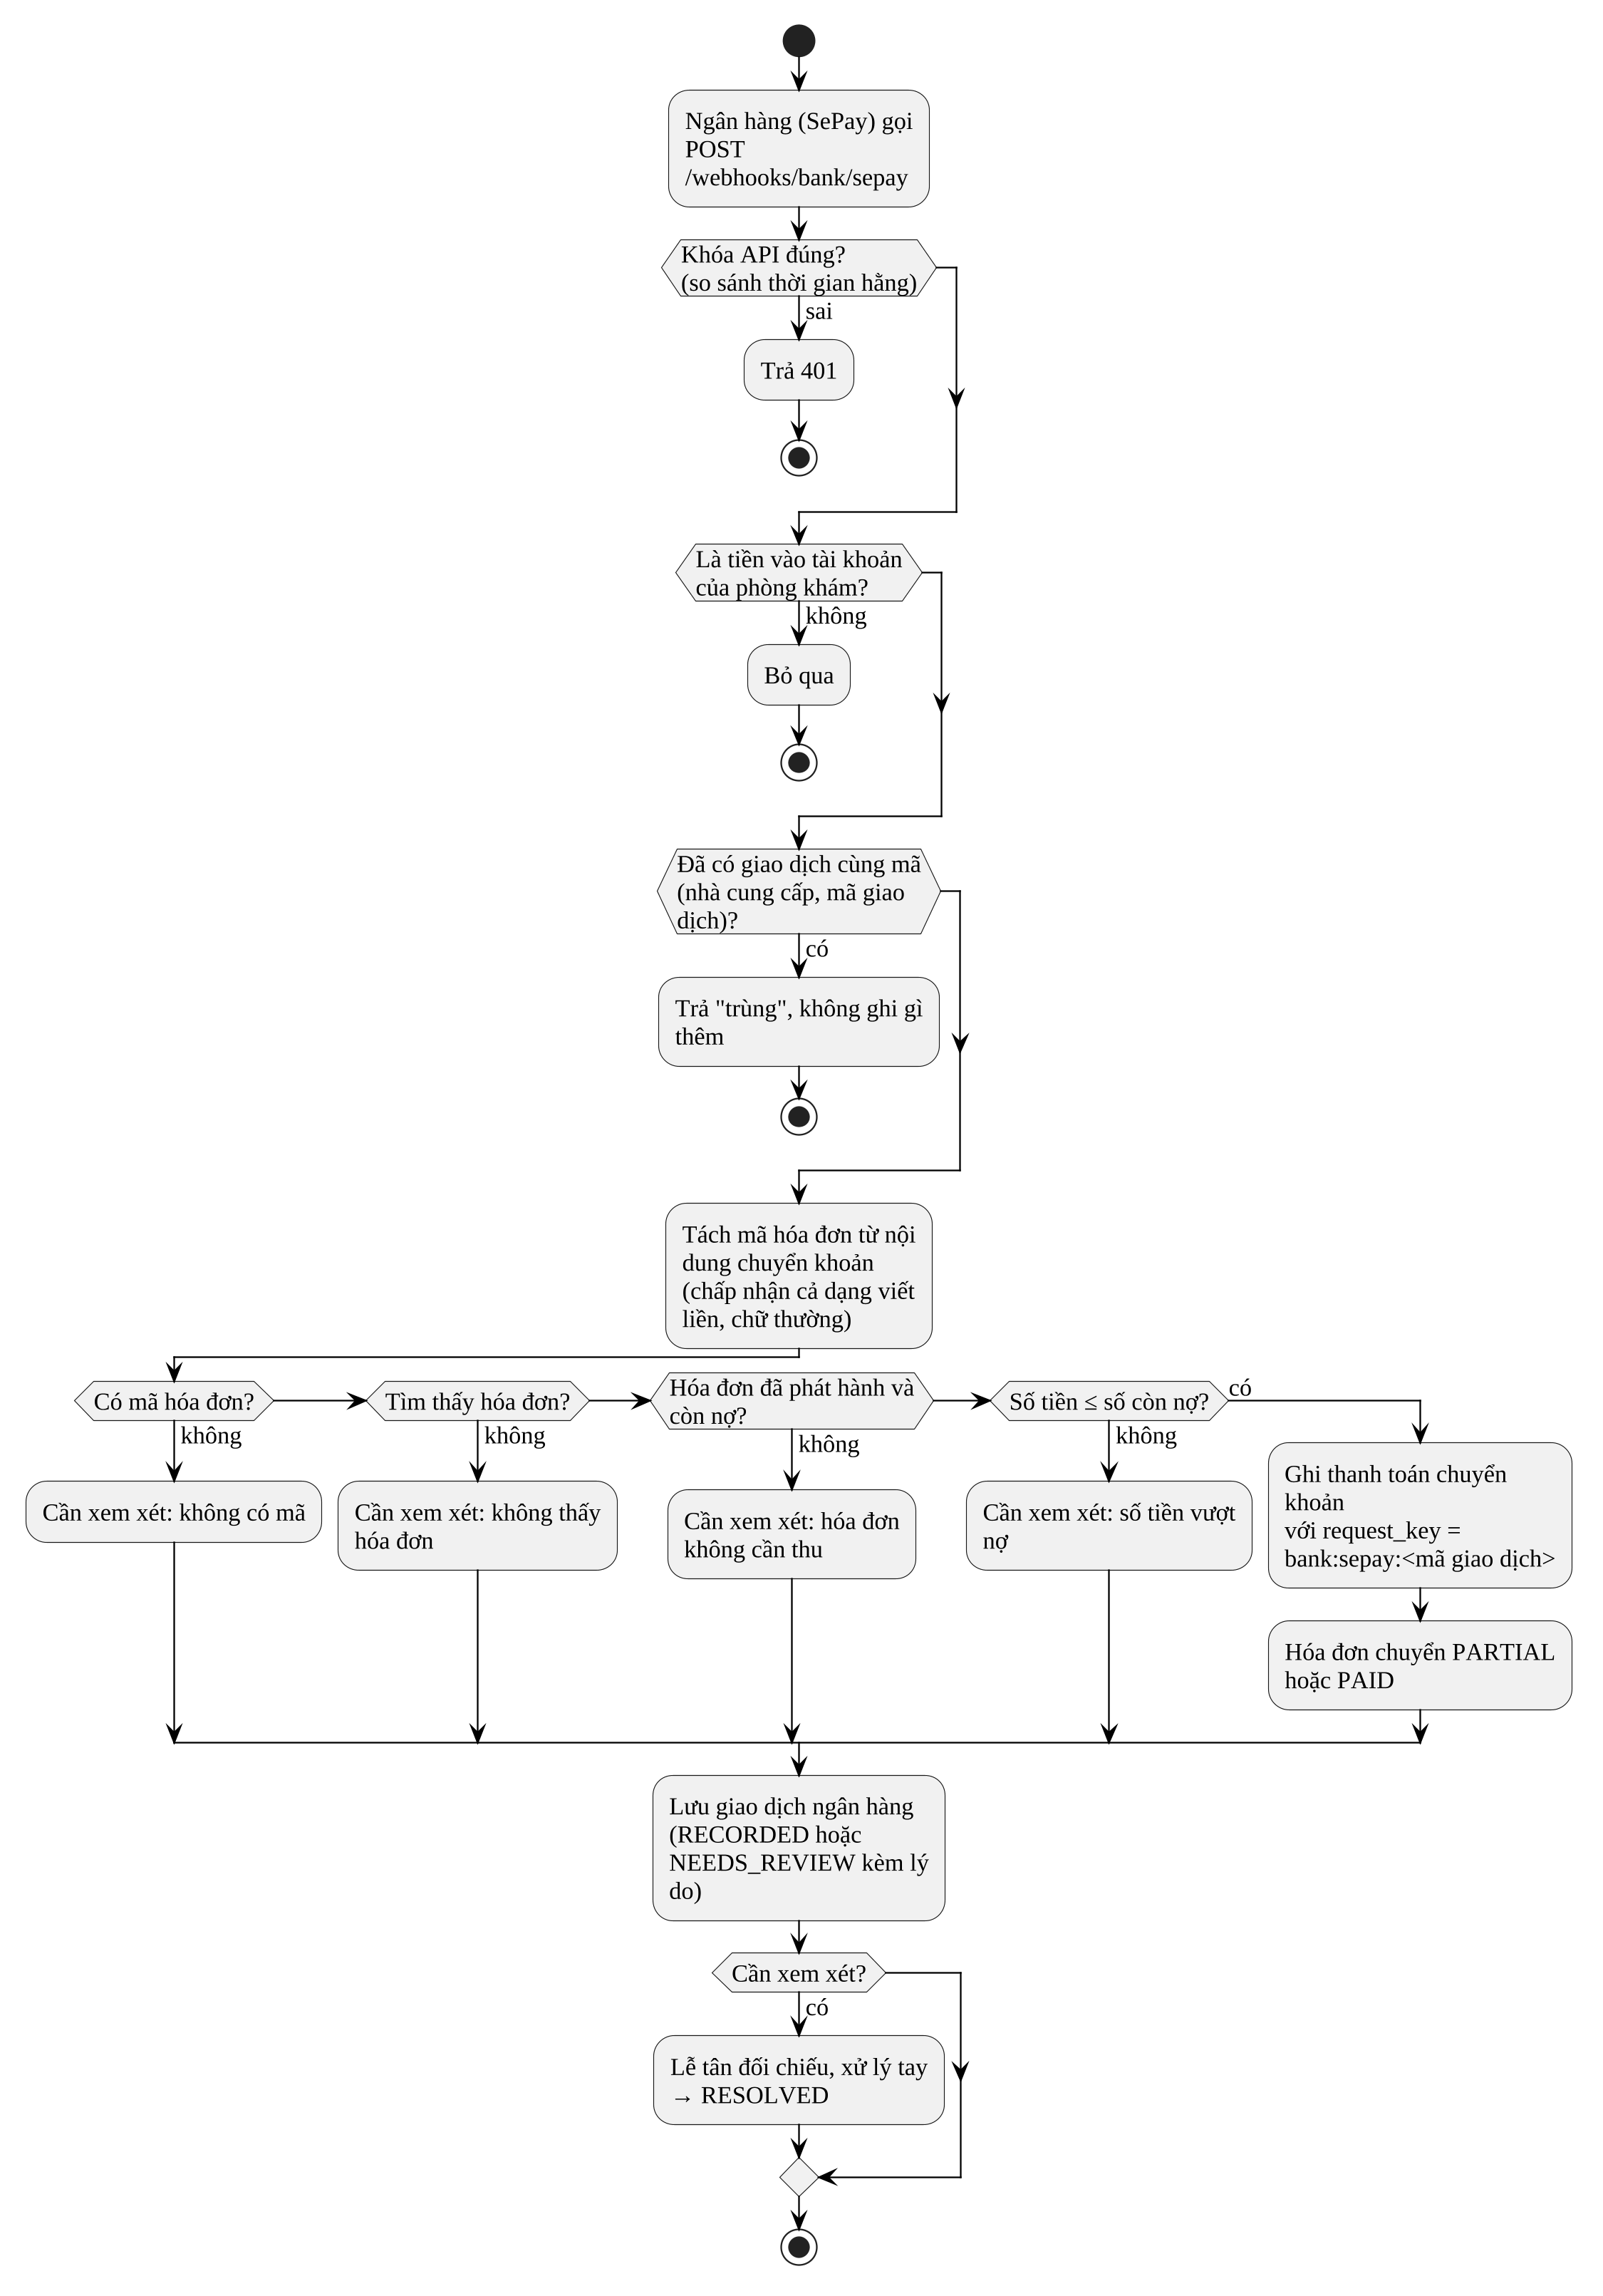 Ngân hàng (SePay) gọi
POST
/webhooks/bank/sepay
Khóa API đúng?
(so sánh thời gian hằng)
sai
Trả 401
Là tiền vào tài khoản
của phòng khám?
không
Bỏ qua
Đã có giao dịch cùng mã
(nhà cung cấp, mã giao
dịch)?
có
Trả "trùng", không ghi gì
thêm
Tách mã hóa đơn từ nội
dung chuyển khoản
(chấp nhận cả dạng viết
liền, chữ thường)
Có mã hóa đơn?
không
Cần xem xét: không có mã
Tìm thấy hóa đơn?
không
Cần xem xét: không thấy
hóa đơn
Hóa đơn đã phát hành và
còn nợ?
không
Cần xem xét: hóa đơn
không cần thu
Số tiền ≤ số còn nợ?
có
không
Cần xem xét: số tiền vượt
nợ
Ghi thanh toán chuyển
khoản
với request_key =
bank:sepay:<mã giao dịch>
Hóa đơn chuyển PARTIAL
hoặc PAID
Lưu giao dịch ngân hàng
(RECORDED hoặc
NEEDS_REVIEW kèm lý
do)
Cần xem xét?
có
Lễ tân đối chiếu, xử lý tay
→ RESOLVED